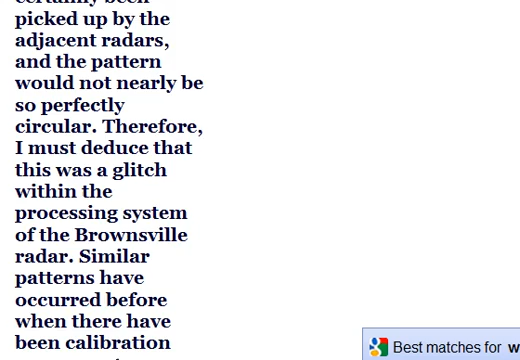 certainly been
picked up by the
adjacent radars,
and the pattern
would not nearly be
so perfectly
circular. Therefore,
I must deduce that
this was a glitch
within the
processing system
of the Brownsville
radar. Similar
patterns have
occurred before
when there have
been calibration
Best matches for w